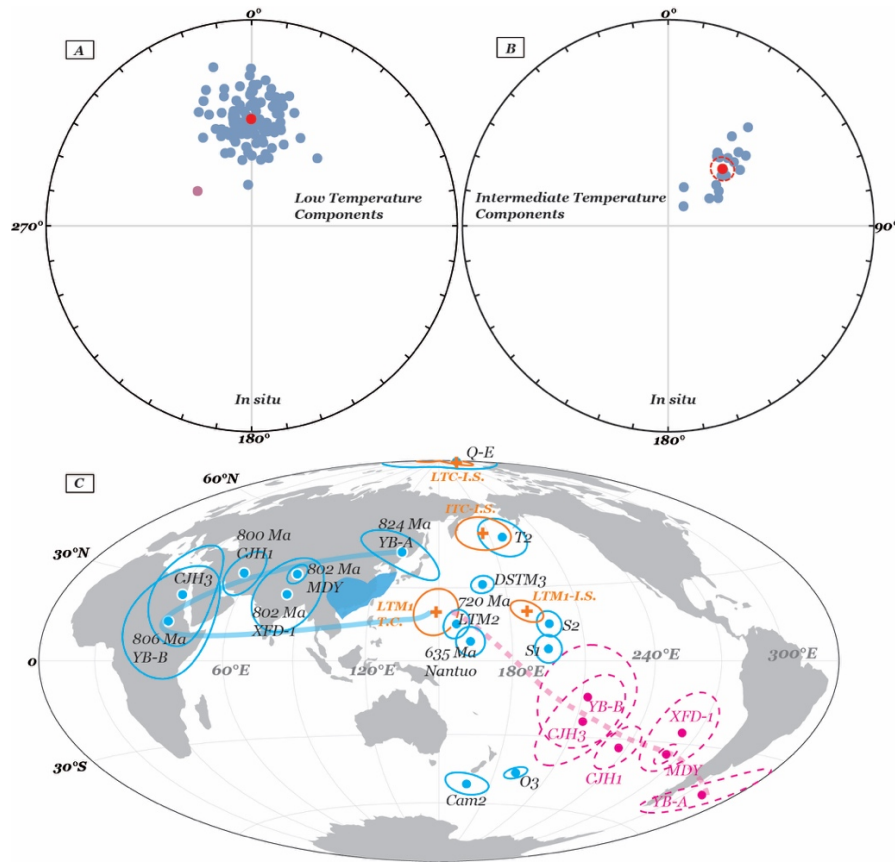 A
0°
270°
Low Temperature
Components
In situ
180°
B
0°
90°
Intermediate Temperature
Components
In situ
180°
C
60°N
30°N
0
30°S
60°E
120°E
180°E
240°E
300°E
Q-E
LTC-I.S.
ITC-I.S.
T2
824 Ma
YB-A
800 Ma
CJH1
CJH3
802 Ma
MDY
802 Ma
XFD-1
806 Ma
YB-B
DSTM3
LTM1
T.C.
720 Ma
LTM2
LTM1-I.S.
S2
S1
635 Ma
Nantuo
YB-B
CJH3
CJH1
XFD-1
MDY
YB-A
O3
Cam2